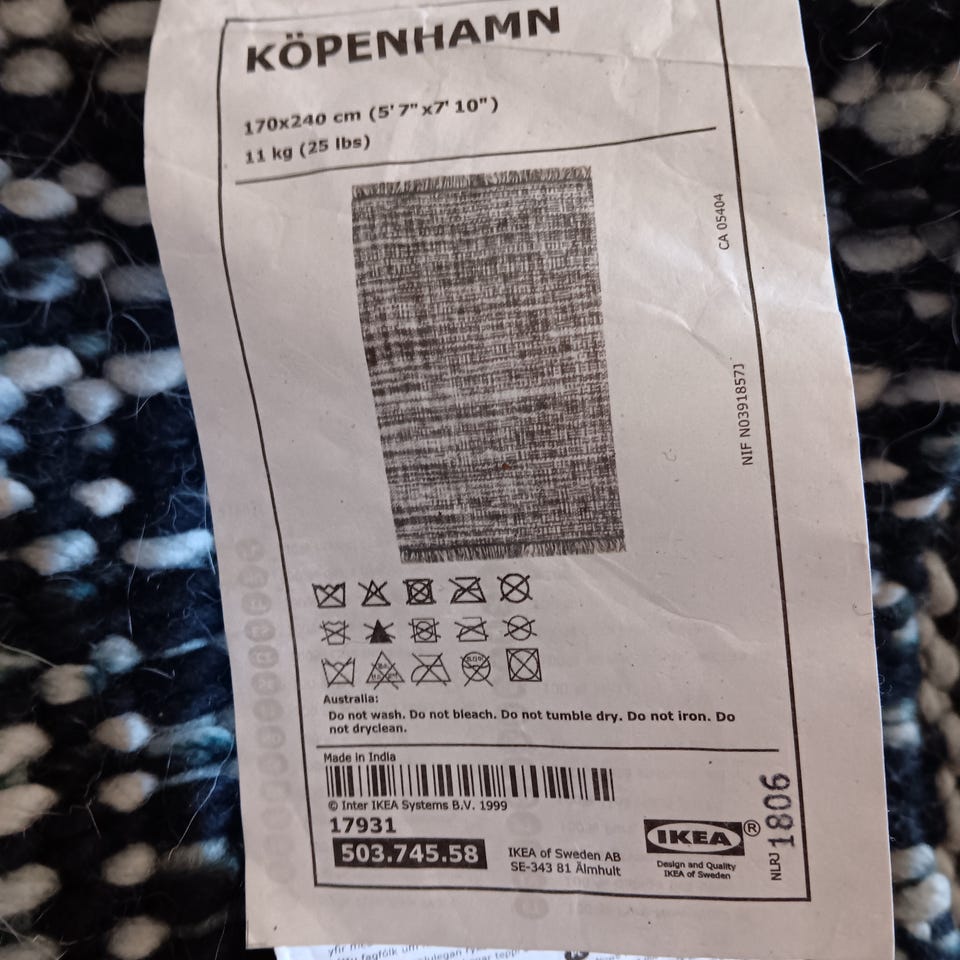 KÖPENHAMN
170x240 cm (5'7"x7'10")
11 kg (25 lbs)
CA 05404
NIF N0391857J
Australia:
Do not wash. Do not bleach. Do not tumble dry. Do not iron. Do
not dryclean.
Made in India
© Inter IKEA Systems B.V. 1999
17931
503.745.58
IKEA of Sweden AB
SE-343 81 Älmhult
IKEA®
Design and Quality
IKEA of Sweden
NLRJ 1806